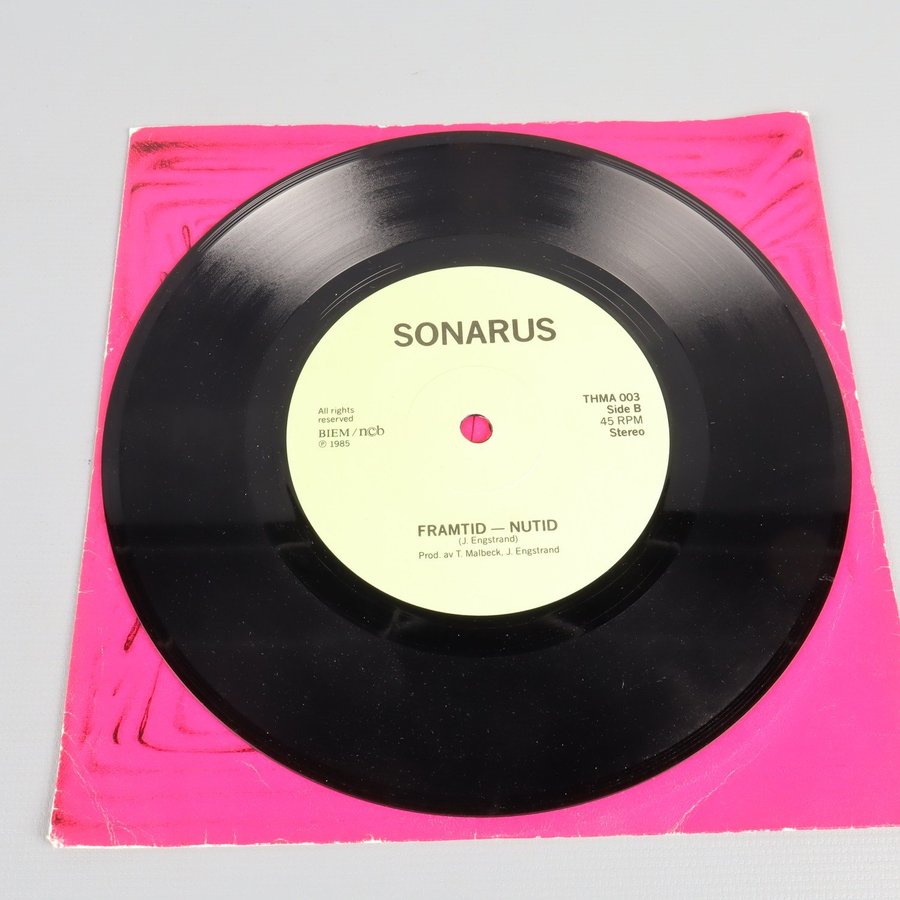 SONARUS
All rights
reserved
BIEM/n©b
℗ 1985
THMA 003
Side B
45 RPM
Stereo
FRAMTID — NUTID
(J. Engstrand)
Prod. av T. Malbeck, J. Engstrand